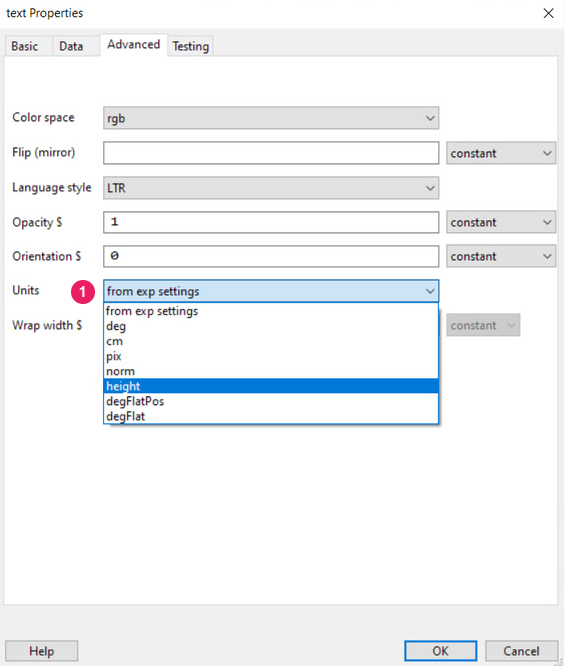 text Properties
Basic Data Advanced Testing
Color space rgb
Flip (mirror) constant
Language style LTR
Opacity $ 1 constant
Orientation $ 0 constant
Units 1 from exp settings
from exp settings
deg
cm
Wrap width $ constant
pix
norm
height
degFlatPos
degFlat
Help OK Cancel